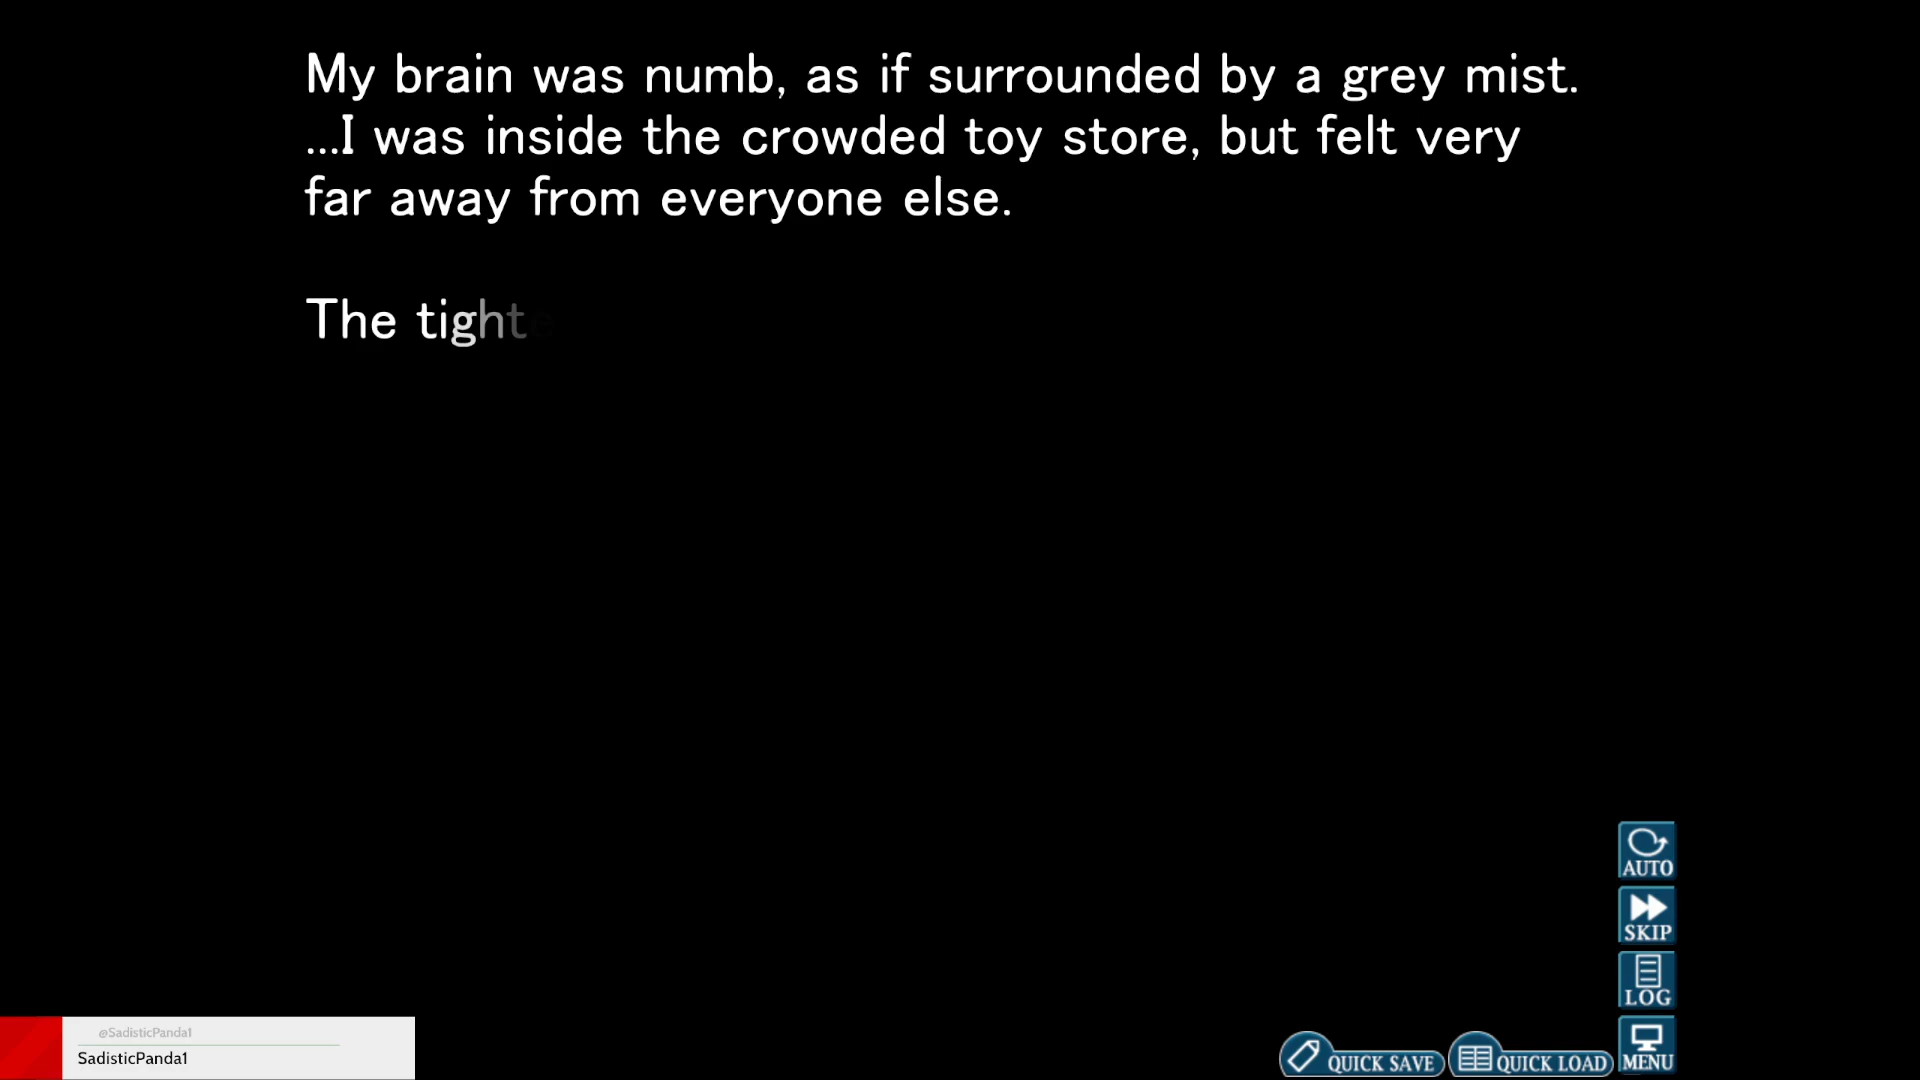 My brain was numb, as if surrounded by a grey mist.
...I was inside the crowded toy store, but felt very
far away from everyone else.
The tighte
AUTO
SKIP
LOG
MENU
QUICK SAVE
QUICK LOAD
@SadisticPanda1
SadisticPanda1